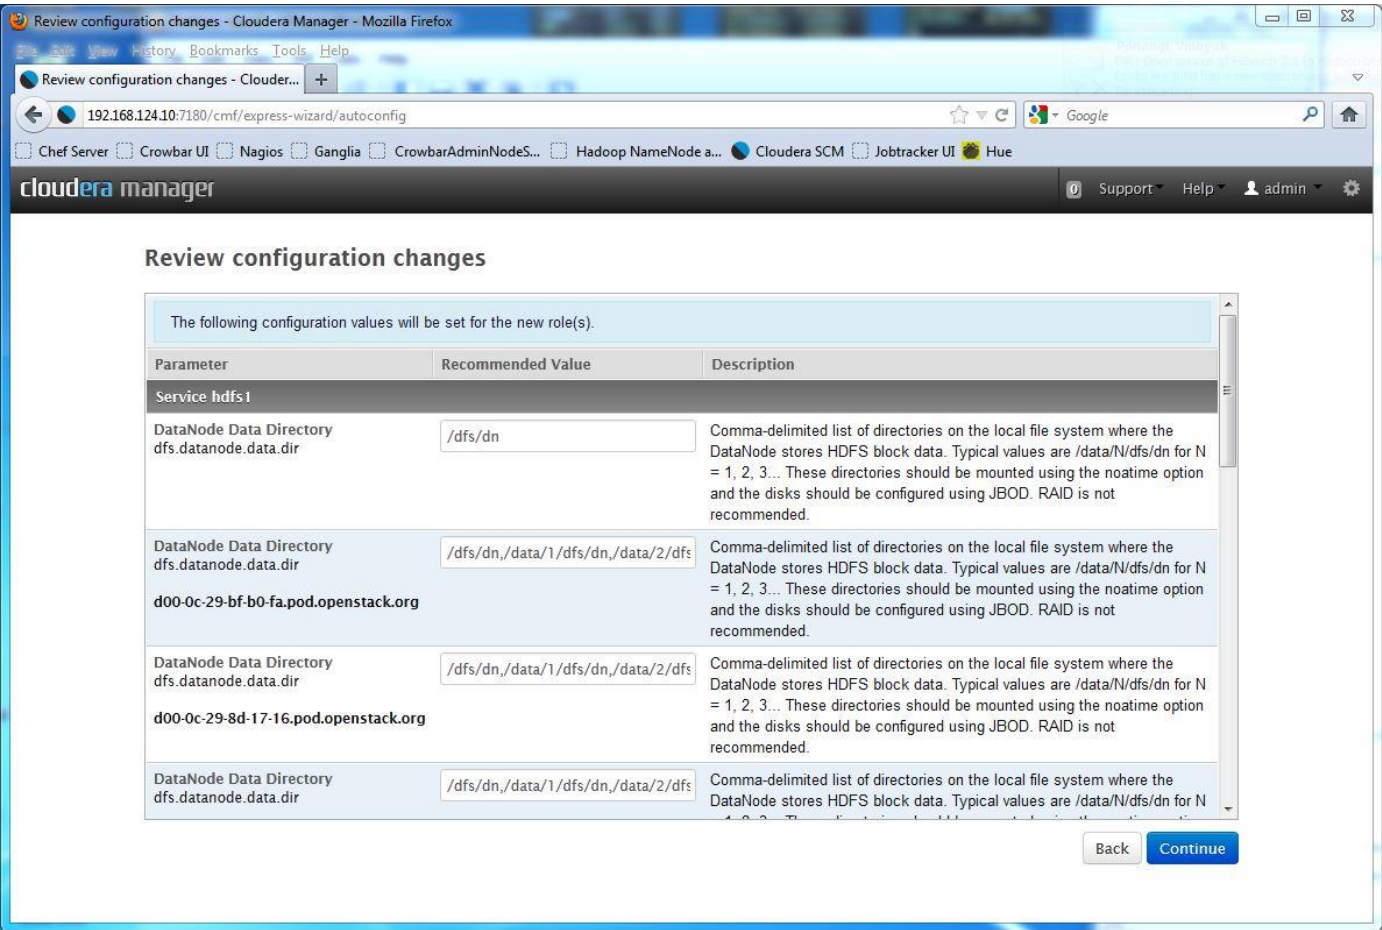 Review configuration changes - Cloudera Manager - Mozilla Firefox
File Edit View History Bookmarks Tools Help
Review configuration changes - Clouder... +
192.168.124.10:7180/cmf/express-wizard/autoconfig
Google
Chef Server Crowbar UI Nagios Ganglia CrowbarAdminNodeS... Hadoop NameNode a... Cloudera SCM Jobtracker UI Hue
cloudera manager
0 Support Help admin
Review configuration changes
The following configuration values will be set for the new role(s).
Parameter Recommended Value Description
Service hdfs1
DataNode Data Directory
dfs.datanode.data.dir
/dfs/dn
Comma-delimited list of directories on the local file system where the
DataNode stores HDFS block data. Typical values are /data/N/dfs/dn for N
= 1, 2, 3... These directories should be mounted using the noatime option
and the disks should be configured using JBOD. RAID is not
recommended.
DataNode Data Directory
dfs.datanode.data.dir
d00-0c-29-bf-b0-fa.pod.openstack.org
/dfs/dn,/data/1/dfs/dn,/data/2/dfs
Comma-delimited list of directories on the local file system where the
DataNode stores HDFS block data. Typical values are /data/N/dfs/dn for N
= 1, 2, 3... These directories should be mounted using the noatime option
and the disks should be configured using JBOD. RAID is not
recommended.
DataNode Data Directory
dfs.datanode.data.dir
d00-0c-29-8d-17-16.pod.openstack.org
/dfs/dn,/data/1/dfs/dn,/data/2/dfs
Comma-delimited list of directories on the local file system where the
DataNode stores HDFS block data. Typical values are /data/N/dfs/dn for N
= 1, 2, 3... These directories should be mounted using the noatime option
and the disks should be configured using JBOD. RAID is not
recommended.
DataNode Data Directory
dfs.datanode.data.dir
/dfs/dn,/data/1/dfs/dn,/data/2/dfs
Comma-delimited list of directories on the local file system where the
DataNode stores HDFS block data. Typical values are /data/N/dfs/dn for N
Back Continue